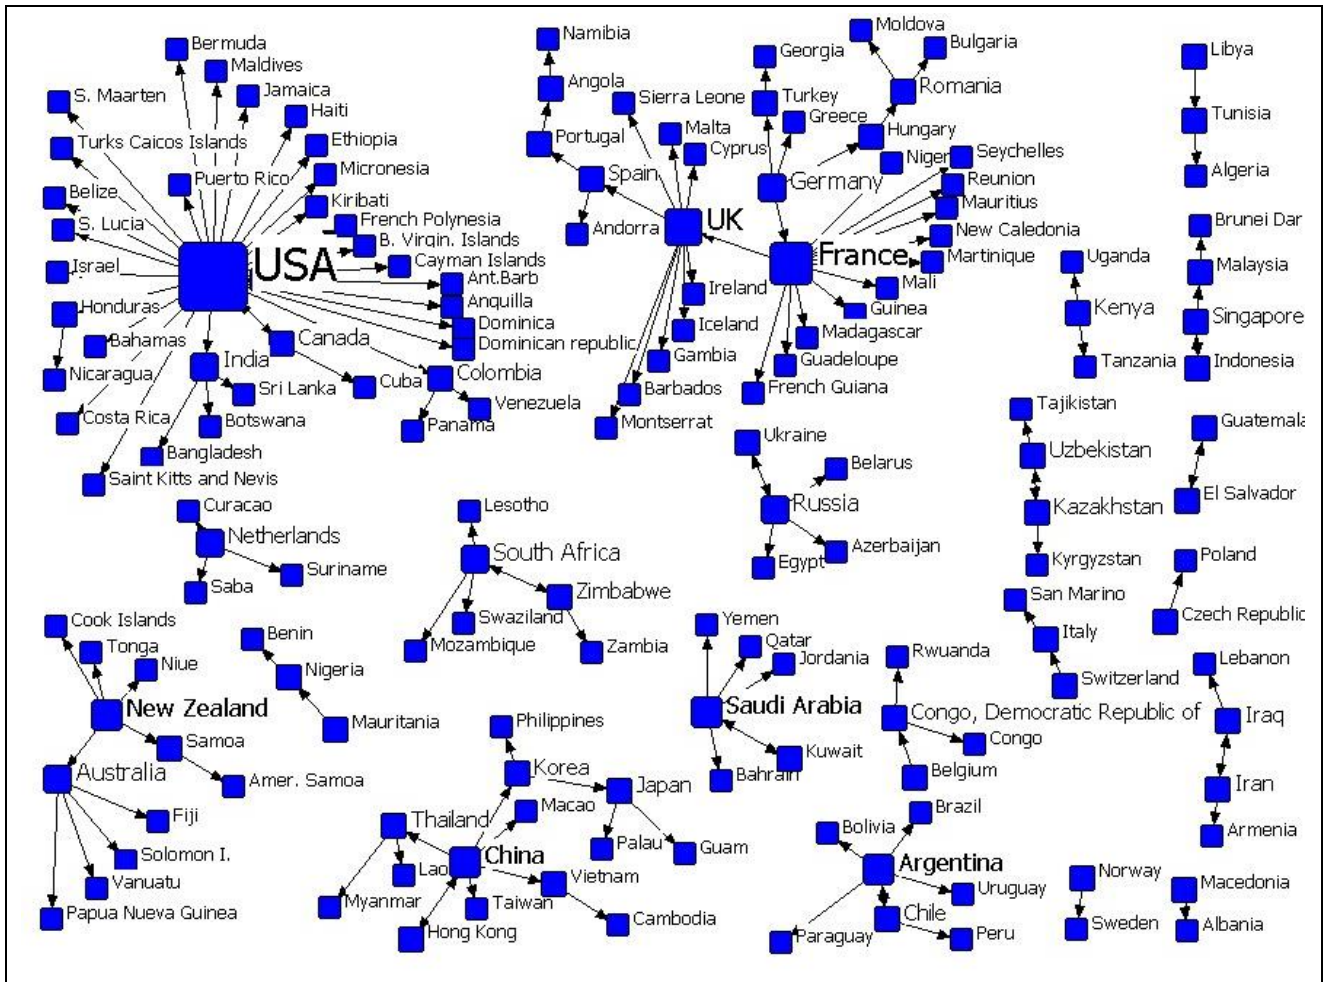 Bermuda
Maldives
S. Maarten
Jamaica
Haiti
Turks Caicos Islands
Ethiopia
Puerto Rico
Micronesia
Belize
Kiribati
S. Lucia
French Polynesia
B. Virgin. Islands
USA
Cayman Islands
Israel
Ant.Barb
Anquilla
Honduras
Dominica
Bahamas
Canada
Dominican republic
India
Colombia
Nicaragua
Sri Lanka
Cuba
Venezuela
Costa Rica
Botswana
Panama
Bangladesh
Saint Kitts and Nevis
Namibia
Angola
Portugal
Spain
Andorra
Sierra Leone
Malta
Cyprus
UK
Ireland
Iceland
Gambia
Barbados
Montserrat
Moldova
Bulgaria
Georgia
Romania
Turkey
Greece
Hungary
Niger
Seychelles
Germany
Reunion
Mauritius
New Caledonia
France
Martinique
Mali
Guinea
Madagascar
Guadeloupe
French Guiana
Libya
Tunisia
Algeria
Brunei Dar
Malaysia
Singapore
Indonesia
Uganda
Kenya
Tanzania
Ukraine
Belarus
Russia
Azerbaijan
Egypt
Tajikistan
Uzbekistan
Kazakhstan
Kyrgyzstan
Guatemala
El Salvador
Curacao
Netherlands
Suriname
Saba
Lesotho
South Africa
Zimbabwe
Swaziland
Mozambique
Zambia
Poland
Czech Republic
San Marino
Italy
Switzerland
Cook Islands
Tonga
Niue
New Zealand
Samoa
Australia
Amer. Samoa
Fiji
Solomon I.
Vanuatu
Papua Nueva Guinea
Benin
Nigeria
Mauritania
Yemen
Qatar
Jordania
Saudi Arabia
Kuwait
Bahrain
Rwuanda
Congo, Democratic Republic of
Congo
Belgium
Lebanon
Iraq
Iran
Armenia
Philippines
Korea
Japan
Macao
Thailand
Palau
Guam
China
Lao
Vietnam
Myanmar
Taiwan
Cambodia
Hong Kong
Brazil
Bolivia
Argentina
Uruguay
Chile
Paraguay
Peru
Norway
Sweden
Macedonia
Albania